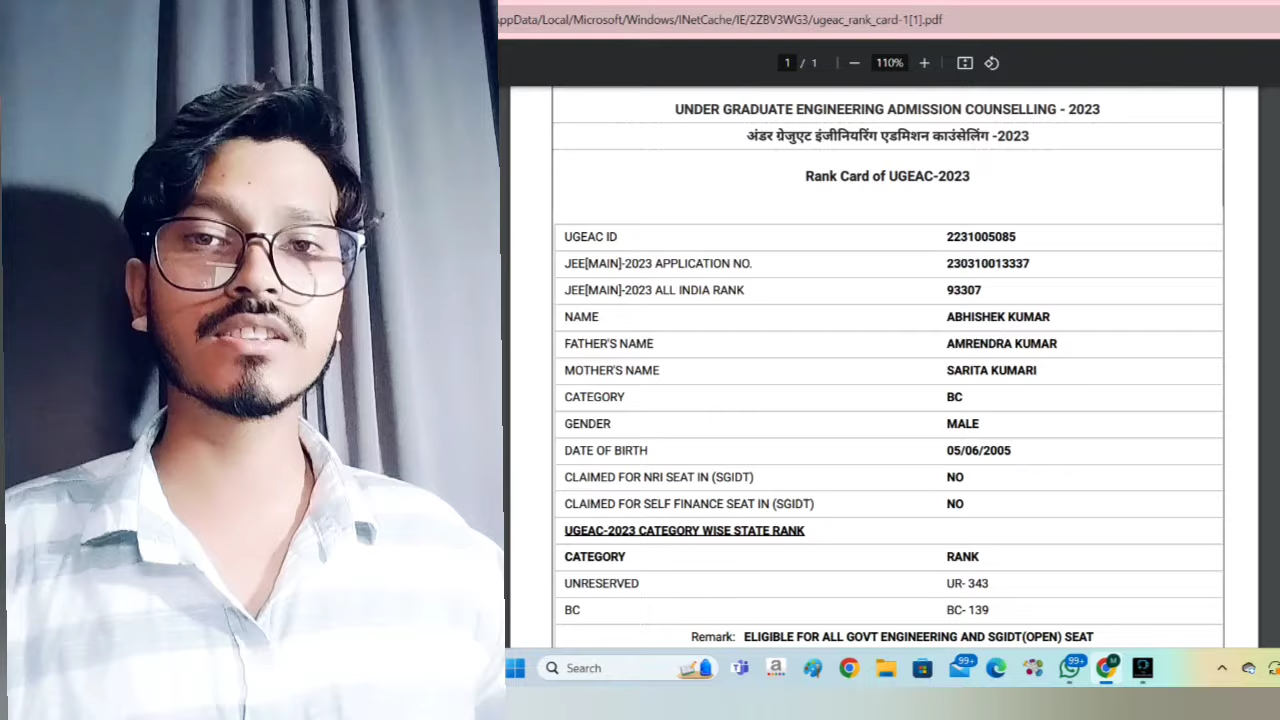 AppData/Local/Microsoft/Windows/INetCache/IE/2ZBV3WG3/ugeac_rank_card-1[1].pdf
1 / 1 | — 110% + |
UNDER GRADUATE ENGINEERING ADMISSION COUNSELLING - 2023
अंडर ग्रेजुएट इंजीनियरिंग एडमिशन काउंसेलिंग -2023
Rank Card of UGEAC-2023
UGEAC ID 2231005085
JEE[MAIN]-2023 APPLICATION NO. 230310013337
JEE[MAIN]-2023 ALL INDIA RANK 93307
NAME ABHISHEK KUMAR
FATHER'S NAME AMRENDRA KUMAR
MOTHER'S NAME SARITA KUMARI
CATEGORY BC
GENDER MALE
DATE OF BIRTH 05/06/2005
CLAIMED FOR NRI SEAT IN (SGIDT) NO
CLAIMED FOR SELF FINANCE SEAT IN (SGIDT) NO
UGEAC-2023 CATEGORY WISE STATE RANK
CATEGORY RANK
UNRESERVED UR- 343
BC BC- 139
Remark: ELIGIBLE FOR ALL GOVT ENGINEERING AND SGIDT(OPEN) SEAT
Search 99+ 99+ M